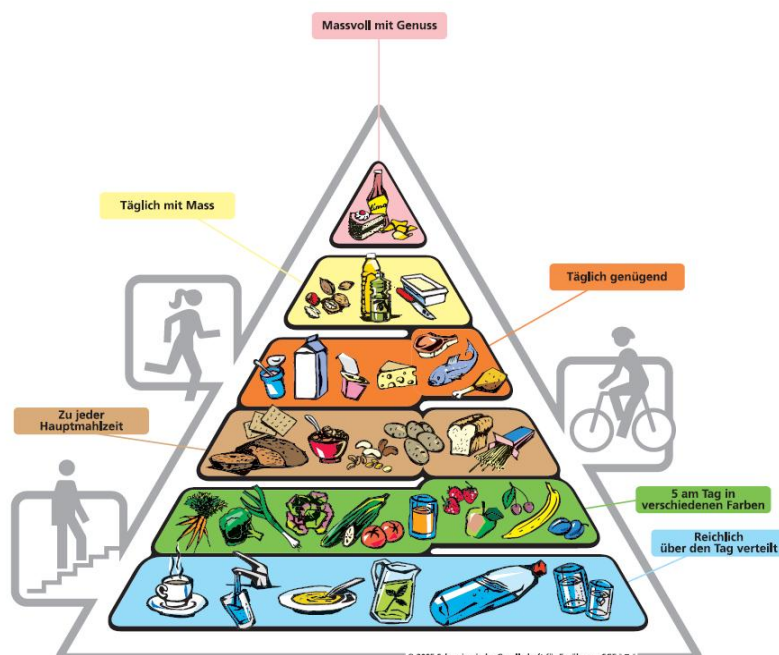 Massvoll mit Genuss
Täglich mit Mass
Täglich genügend
Zu jeder
Hauptmahlzeit
5 am Tag in
verschiedenen Farben
Reichlich
über den Tag verteilt